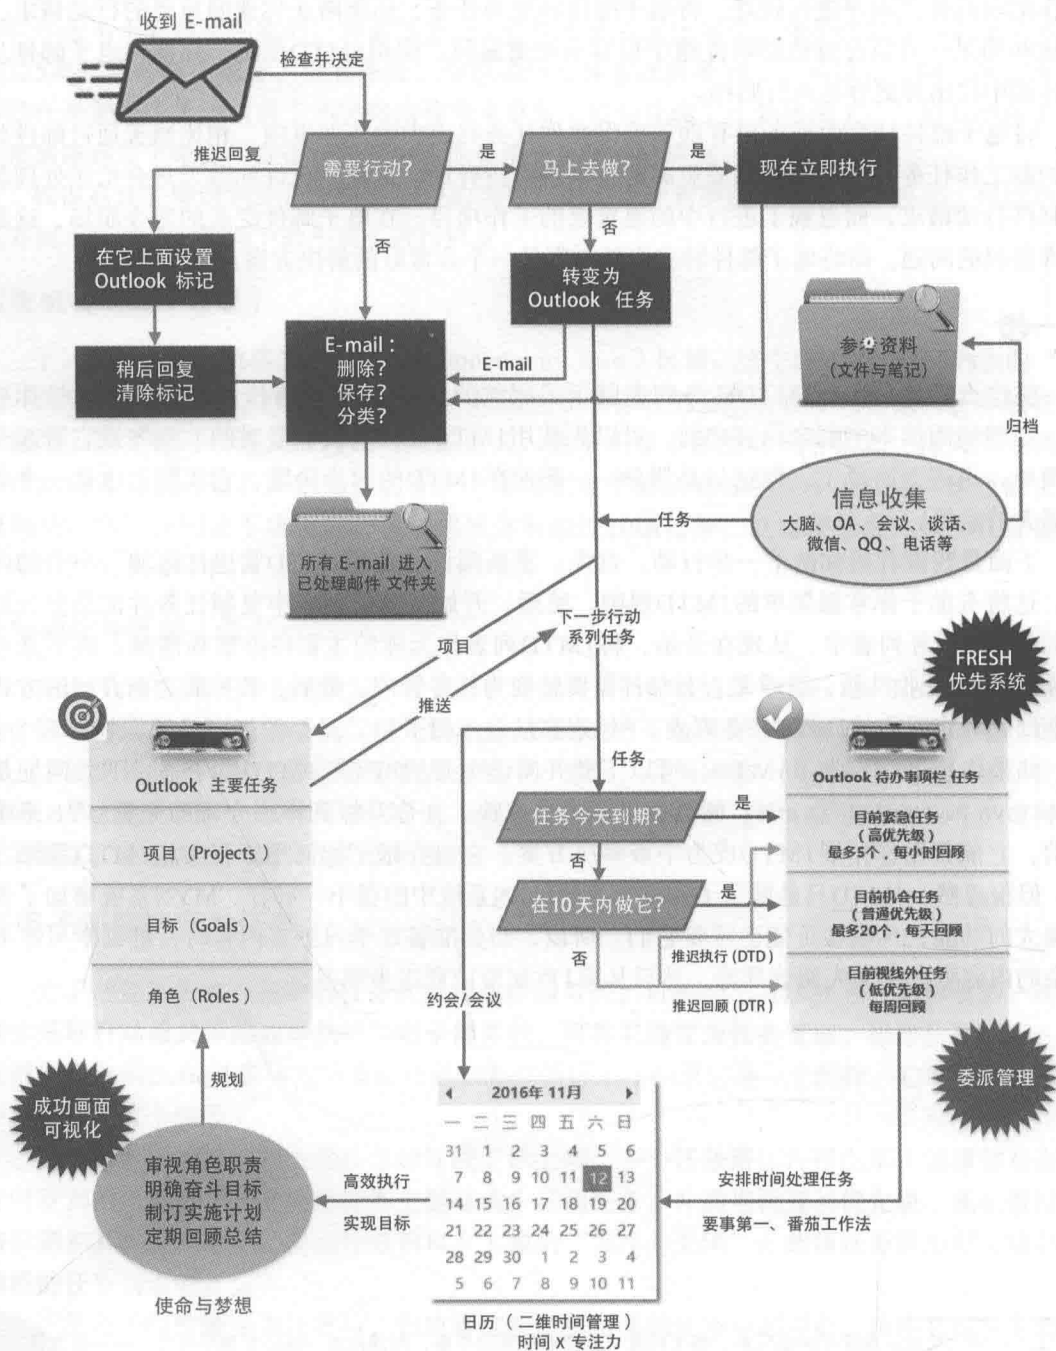 收到 E-mail
检查并决定
推迟回复
需要行动?
是
马上去做?
是
现在立即执行
否
否
在它上面设置
Outlook 标记
转变为
Outlook 任务
稍后回复
清除标记
E-mail:
删除?
保存?
分类?
E-mail
参考资料
(文件与笔记)
归档
信息收集
大脑、OA、会议、谈话、
微信、QQ、电话等
任务
所有 E-mail 进入
已处理邮件 文件夹
下一步行动
系列任务
项目
推送
FRESH
优先系统
Outlook 主要任务
项目(Projects)
目标(Goals)
角色(Roles)
任务
任务今天到期?
是
否
在10天内做它?
是
否
推迟执行(DTD)
推迟回顾(DTR)
Outlook 待办事项栏 任务
目前紧急任务
(高优先级)
最多5个,每小时回顾
目前机会任务
(普通优先级)
最多20个,每天回顾
目前视线外任务
(低优先级)
每周回顾
约会/会议
规划
成功画面
可视化
委派管理
审视角色职责
明确奋斗目标
制订实施计划
定期回顾总结
使命与梦想
高效执行
实现目标
2016年 11月
一 二 三 四 五 六 日
31 1 2 3 4 5 6
7 8 9 10 11 12 13
14 15 16 17 18 19 20
21 22 23 24 25 26 27
28 29 30 1 2 3 4
5 6 7 8 9 10 11
安排时间处理任务
要事第一、番茄工作法
日历(二维时间管理)
时间 X 专注力